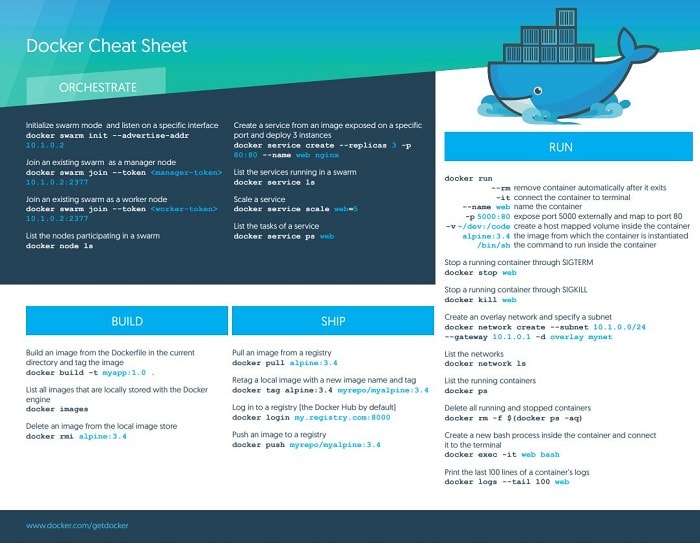 Docker Cheat Sheet
ORCHESTRATE
Initialize swarm mode and listen on a specific interface
docker swarm init --advertise-addr
10.1.0.2
Join an existing swarm as a manager node
docker swarm join --token <manager-token>
10.1.0.2:2377
Join an existing swarm as a worker node
docker swarm join --token <worker-token>
10.1.0.2:2377
List the nodes participating in a swarm
docker node ls
Create a service from an image exposed on a specific
port and deploy 3 instances
docker service create --replicas 3 -p
80:80 --name web nginx
List the services running in a swarm
docker service ls
Scale a service
docker service scale web=5
List the tasks of a service
docker service ps web
BUILD
Build an image from the Dockerfile in the current
directory and tag the image
docker build -t myapp:1.0 .
List all images that are locally stored with the Docker
engine
docker images
Delete an image from the local image store
docker rmi alpine:3.4
SHIP
Pull an image from a registry
docker pull alpine:3.4
Retag a local image with a new image name and tag
docker tag alpine:3.4 myrepo/myalpine:3.4
Log in to a registry (the Docker Hub by default)
docker login my.registry.com:8000
Push an image to a registry
docker push myrepo/myalpine:3.4
RUN
docker run
--rm remove container automatically after it exits
-it connect the container to terminal
--name web name the container
-p 5000:80 expose port 5000 externally and map to port 80
-v ~/dev:/code create a host mapped volume inside the container
alpine:3.4 the image from which the container is instantiated
/bin/sh the command to run inside the container
Stop a running container through SIGTERM
docker stop web
Stop a running container through SIGKILL
docker kill web
Create an overlay network and specify a subnet
docker network create --subnet 10.1.0.0/24
--gateway 10.1.0.1 -d overlay mynet
List the networks
docker network ls
List the running containers
docker ps
Delete all running and stopped containers
docker rm -f $(docker ps -aq)
Create a new bash process inside the container and connect
it to the terminal
docker exec -it web bash
Print the last 100 lines of a container's logs
docker logs --tail 100 web
www.docker.com/getdocker